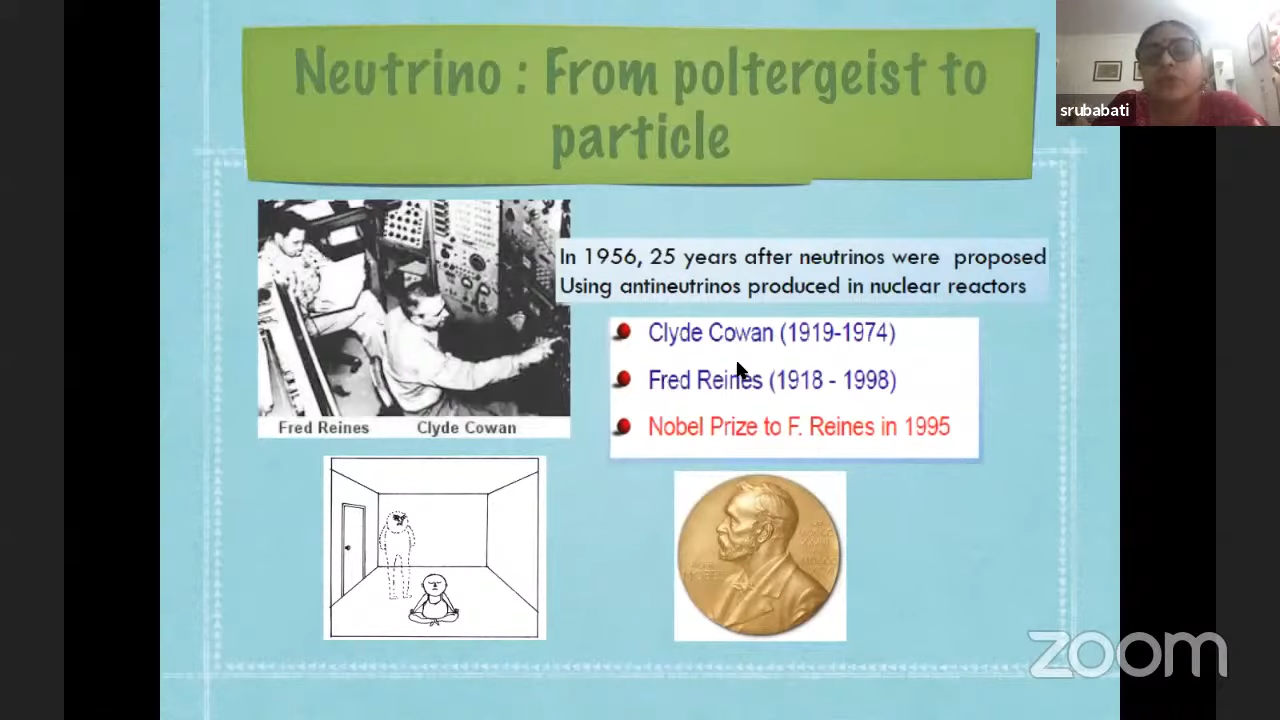 Neutrino : From poltergeist to
particle
srubabati
In 1956, 25 years after neutrinos were proposed
Using antineutrinos produced in nuclear reactors
Clyde Cowan (1919-1974)
Fred Reines (1918 - 1998)
Nobel Prize to F. Reines in 1995
Fred Reines Clyde Cowan
zoom